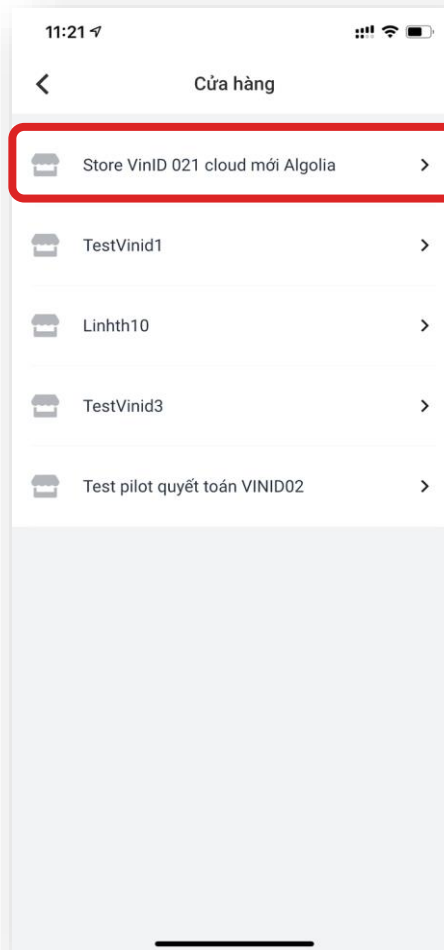 11:21
Cửa hàng
Store VinID 021 cloud mới Algolia
TestVinid1
Linhth10
TestVinid3
Test pilot quyết toán VINID02